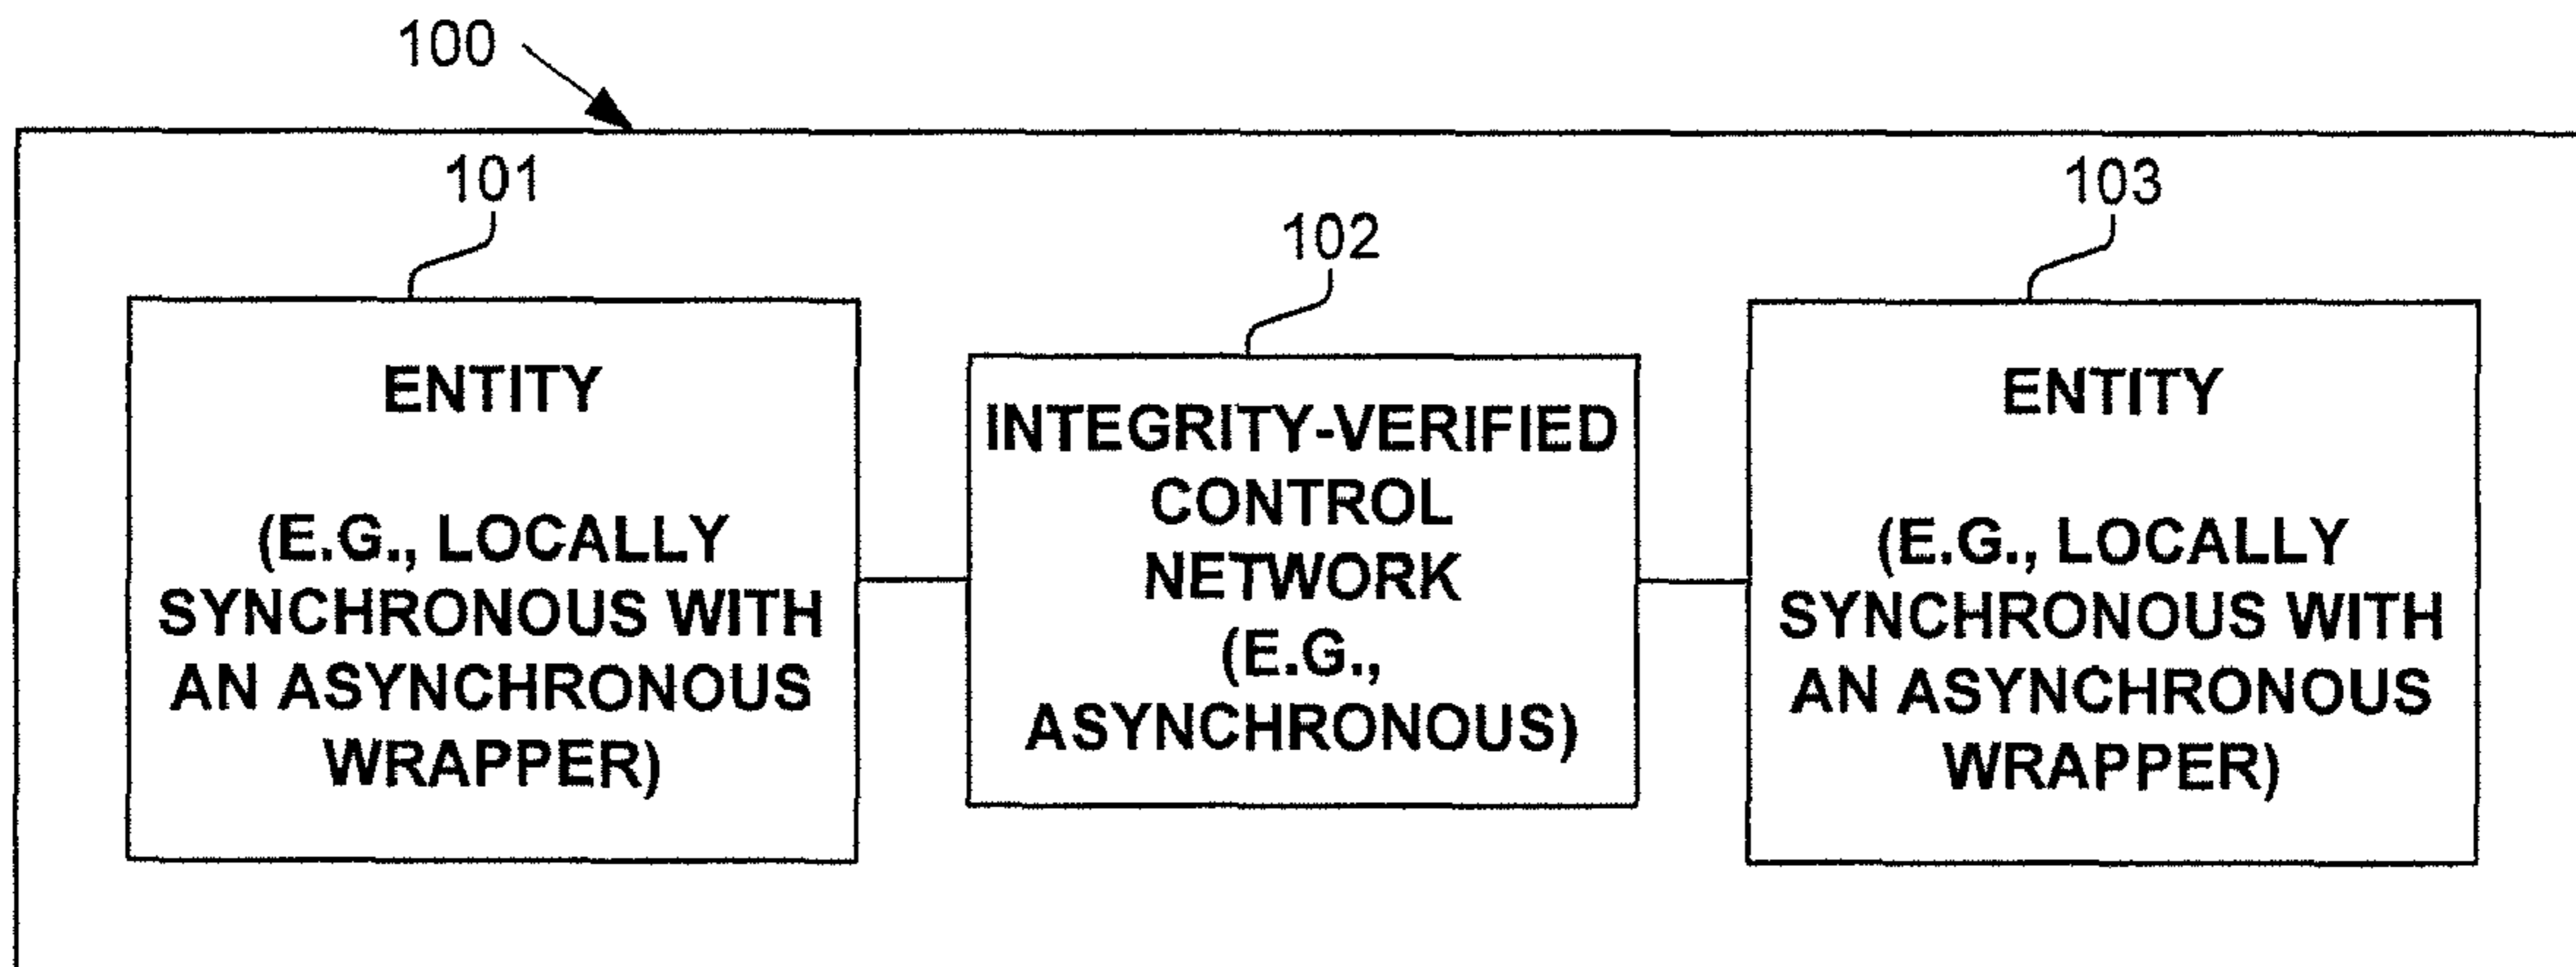 100
101
103
102
ENTITY
(E.G., LOCALLY
SYNCHRONOUS WITH
AN ASYNCHRONOUS
WRAPPER)
INTEGRITY-VERIFIED
CONTROL
NETWORK
(E.G.,
ASYNCHRONOUS)
ENTITY
(E.G., LOCALLY
SYNCHRONOUS WITH
AN ASYNCHRONOUS
WRAPPER)